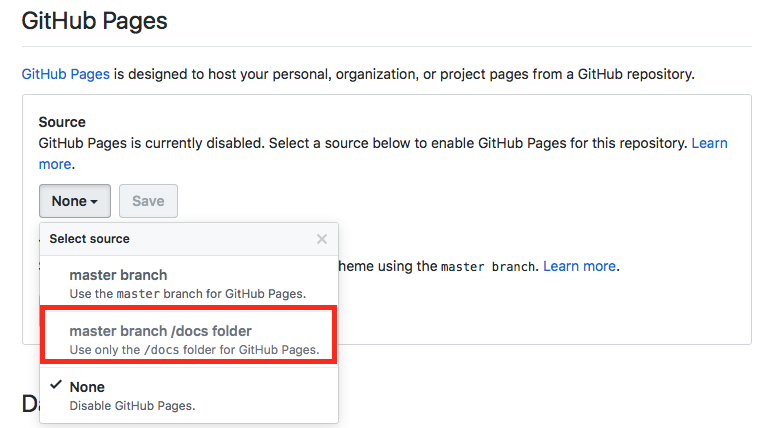 GitHub Pages
GitHub Pages is designed to host your personal, organization, or project pages from a GitHub repository.
Source
GitHub Pages is currently disabled. Select a source below to enable GitHub Pages for this repository. Learn
more.
None
Save
Select source
heme using the master branch. Learn more.
master branch
Use the master branch for GitHub Pages.
master branch /docs folder
Use only the /docs folder for GitHub Pages.
None
Disable GitHub Pages.